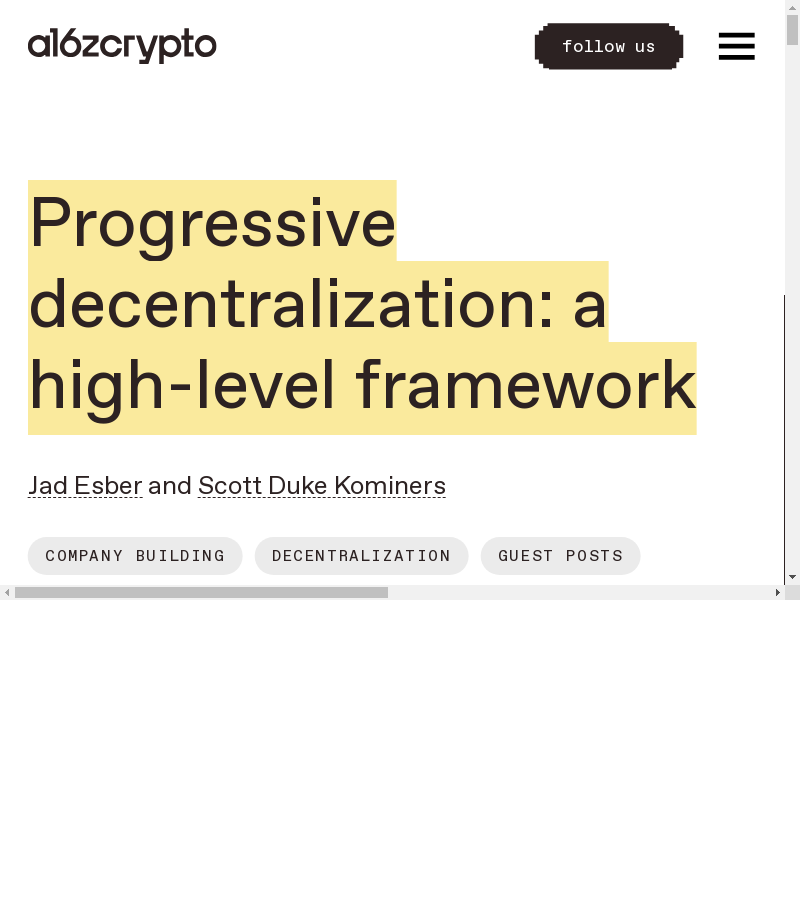 a16zcrypto
follow us
Progressive
decentralization: a
high-level framework
Jad Esber and Scott Duke Kominers
COMPANY BUILDING DECENTRALIZATION GUEST POSTS